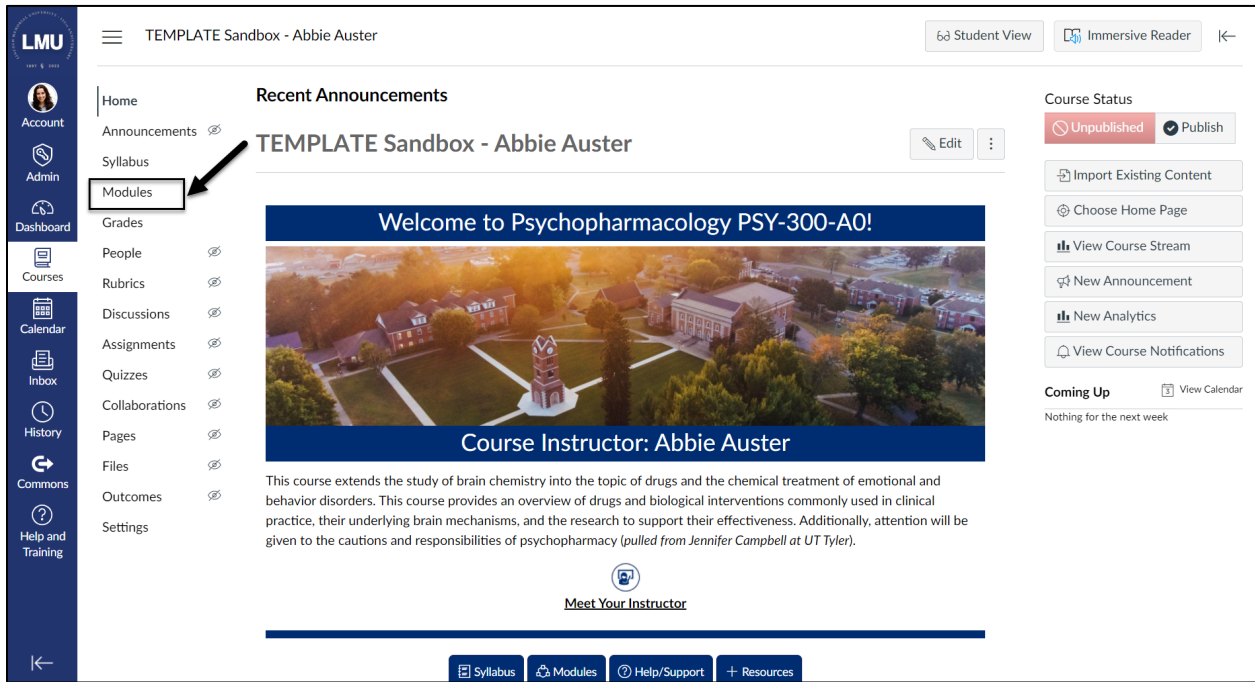 LMU
Account
Admin
Dashboard
Courses
Calendar
Inbox
History
Commons
Help and
Training
TEMPLATE Sandbox - Abbie Auster
Student View
Immersive Reader
Home
Announcements
Syllabus
Modules
Grades
People
Rubrics
Discussions
Assignments
Quizzes
Collaborations
Pages
Files
Outcomes
Settings
Recent Announcements
TEMPLATE Sandbox - Abbie Auster
Edit
Welcome to Psychopharmacology PSY-300-A0!
Course Instructor: Abbie Auster
This course extends the study of brain chemistry into the topic of drugs and the chemical treatment of emotional and
behavior disorders. This course provides an overview of drugs and biological interventions commonly used in clinical
practice, their underlying brain mechanisms, and the research to support their effectiveness. Additionally, attention will be
given to the cautions and responsibilities of psychopharmacy (pulled from Jennifer Campbell at UT Tyler).
Meet Your Instructor
Syllabus
Modules
Help/Support
Resources
Course Status
Unpublished
Publish
Import Existing Content
Choose Home Page
View Course Stream
New Announcement
New Analytics
View Course Notifications
Coming Up
View Calendar
Nothing for the next week